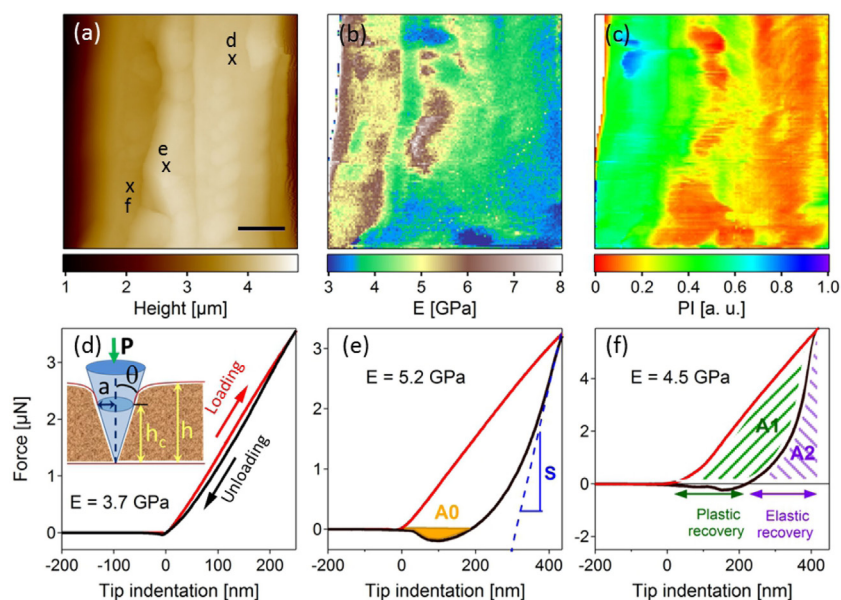 (a)
d
x
e
x
x
f
1 2 3 4
Height [µm]
(b)
3 4 5 6 7 8
E [GPa]
(c)
0 0.2 0.4 0.6 0.8 1.0
PI [a. u.]
(d)
P
θ
a
h
hc
Loading
Unloading
E = 3.7 GPa
3
2
1
0
Force [µN]
-200 -100 0 100 200
Tip indentation [nm]
(e)
E = 5.2 GPa
S
A0
3
2
1
0
-200 0 200 400
Tip indentation [nm]
(f)
E = 4.5 GPa
A1
A2
Plastic
recovery
Elastic
recovery
4
2
0
-2
-200 0 200 400
Tip indentation [nm]